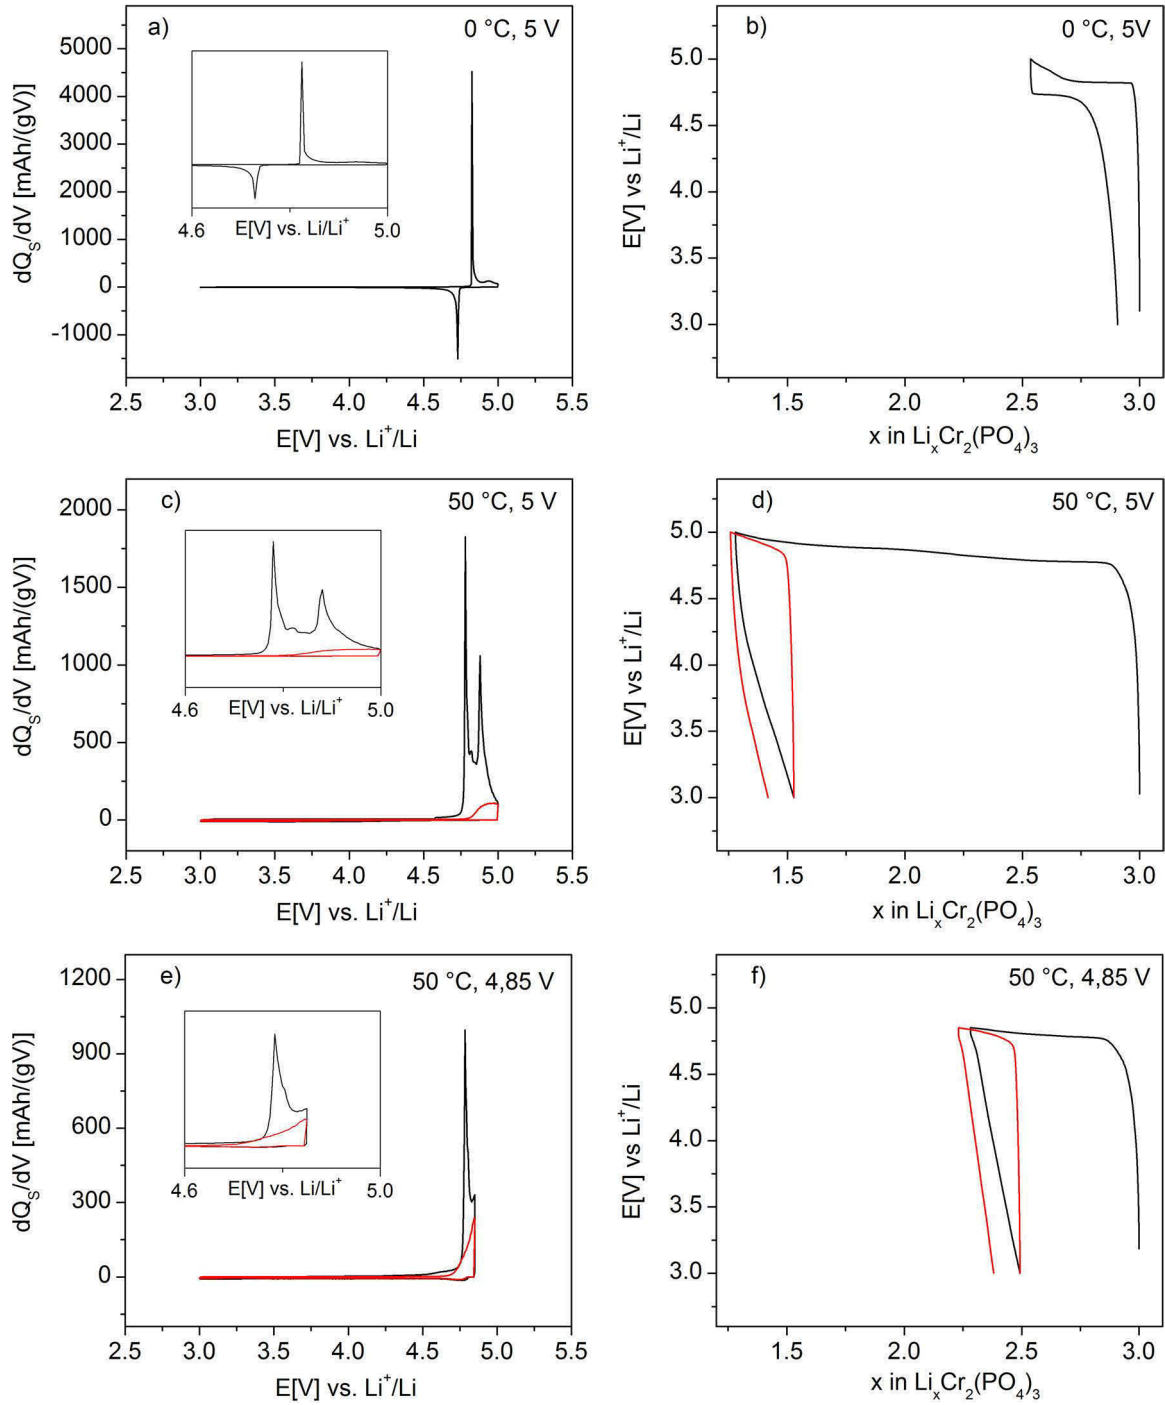 a)
0 °C, 5 V
5000
4000
3000
2000
1000
0
-1000
dQ_S/dV [mAh/(gV)]
4.6
E[V] vs. Li/Li⁺
5.0
2.5 3.0 3.5 4.0 4.5 5.0 5.5
E[V] vs. Li⁺/Li
b)
0 °C, 5V
5.0
4.5
4.0
3.5
3.0
E[V] vs Li⁺/Li
1.5 2.0 2.5 3.0
x in LiₓCr₂(PO₄)₃
c)
50 °C, 5 V
2000
1500
1000
500
0
dQ_S/dV [mAh/(gV)]
4.6
E[V] vs. Li/Li⁺
5.0
2.5 3.0 3.5 4.0 4.5 5.0 5.5
E[V] vs. Li⁺/Li
d)
50 °C, 5V
5.0
4.5
4.0
3.5
3.0
E[V] vs Li⁺/Li
1.5 2.0 2.5 3.0
x in LiₓCr₂(PO₄)₃
e)
50 °C, 4,85 V
1200
900
600
300
0
dQ_S/dV [mAh/(gV)]
4.6
E[V] vs. Li/Li⁺
5.0
2.5 3.0 3.5 4.0 4.5 5.0 5.5
E[V] vs. Li⁺/Li
f)
50 °C, 4,85 V
5.0
4.5
4.0
3.5
3.0
E[V] vs Li⁺/Li
1.5 2.0 2.5 3.0
x in LiₓCr₂(PO₄)₃